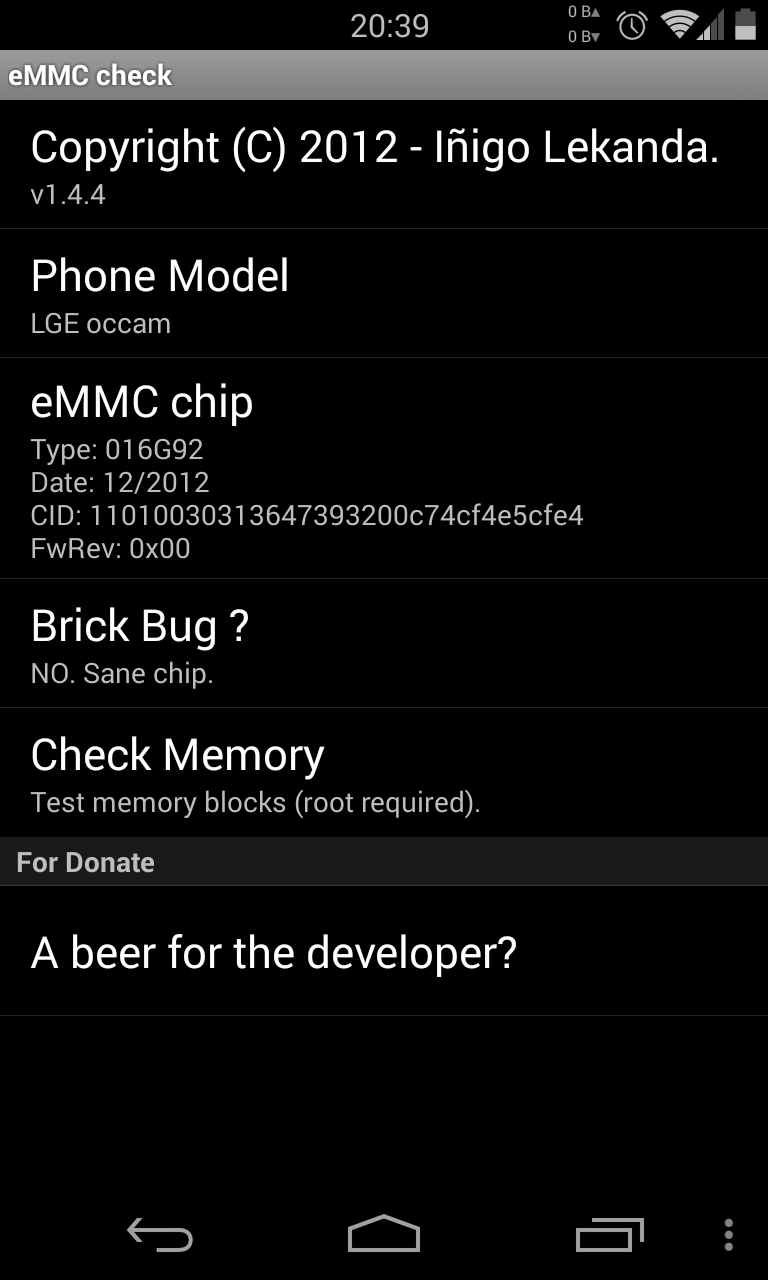 20:39
0 B▲
0 B▼
eMMC check
Copyright (C) 2012 - Iñigo Lekanda.
v1.4.4
Phone Model
LGE occam
eMMC chip
Type: 016G92
Date: 12/2012
CID: 11010030313647393200c74cf4e5cfe4
FwRev: 0x00
Brick Bug ?
NO. Sane chip.
Check Memory
Test memory blocks (root required).
For Donate
A beer for the developer?